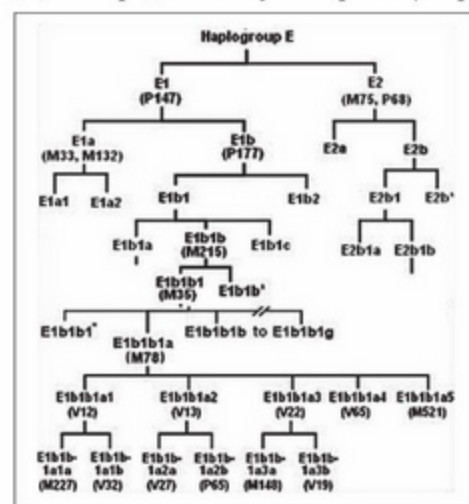 Haplogroup E
E1
(P147)
E2
(M75, P68)
E1a
(M33, M132)
E1b
(P177)
E2a
E2b
E1a1
E1a2
E1b1
E1b2
E2b1
E2b*
E1b1a
E1b1b
(M215)
E1b1c
E2b1a
E2b1b
E1b1b1
(M35)
E1b1b*
E1b1b1*
E1b1b1b to E1b1b1g
E1b1b1a
(M78)
E1b1b1a1
(V12)
E1b1b1a2
(V13)
E1b1b1a3
(V22)
E1b1b1a4
(V65)
E1b1b1a5
(M521)
E1b1b-
1a1a
(M227)
E1b1b-
1a1b
(V32)
E1b1b-
1a2a
(V27)
E1b1b-
1a2b
(P65)
E1b1b-
1a3a
(M148)
E1b1b-
1a3b
(V19)